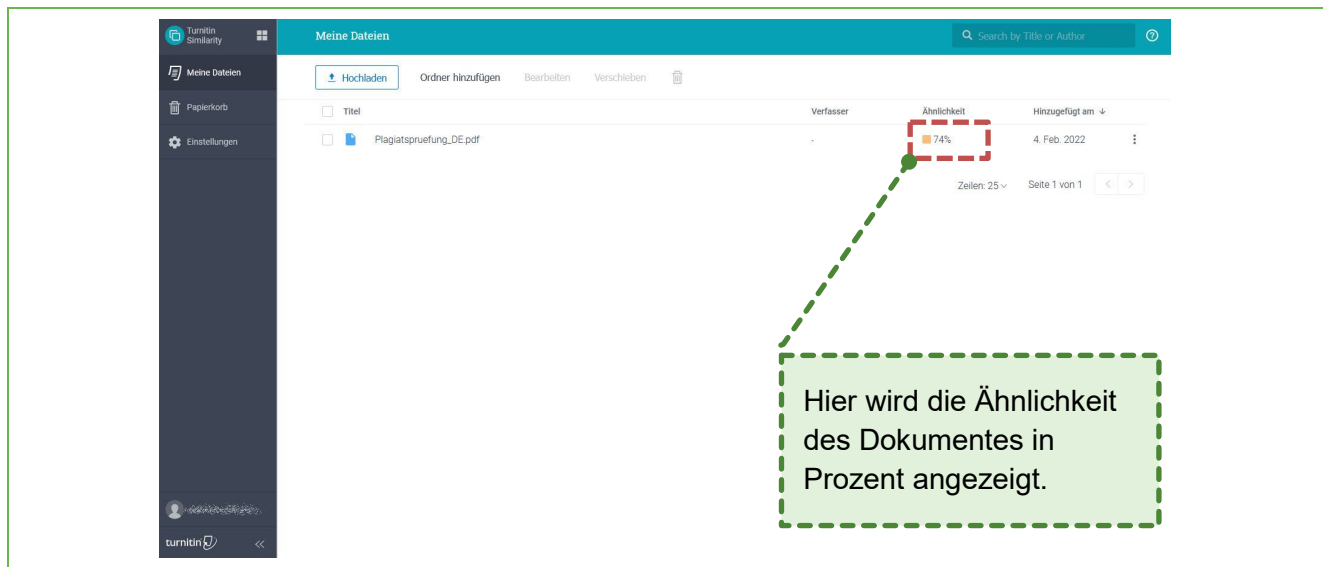 Turnitin
Similarity
Meine Dateien
Search by Title or Author
Meine Dateien
Hochladen Ordner hinzufügen Bearbeiten Verschieben
Papierkorb
Titel Verfasser Ähnlichkeit Hinzugefügt am
Einstellungen
Plagiatspruefung_DE.pdf - 74% 4. Feb. 2022
Zeilen: 25 Seite 1 von 1
Hier wird die Ähnlichkeit
des Dokumentes in
Prozent angezeigt.
turnitin